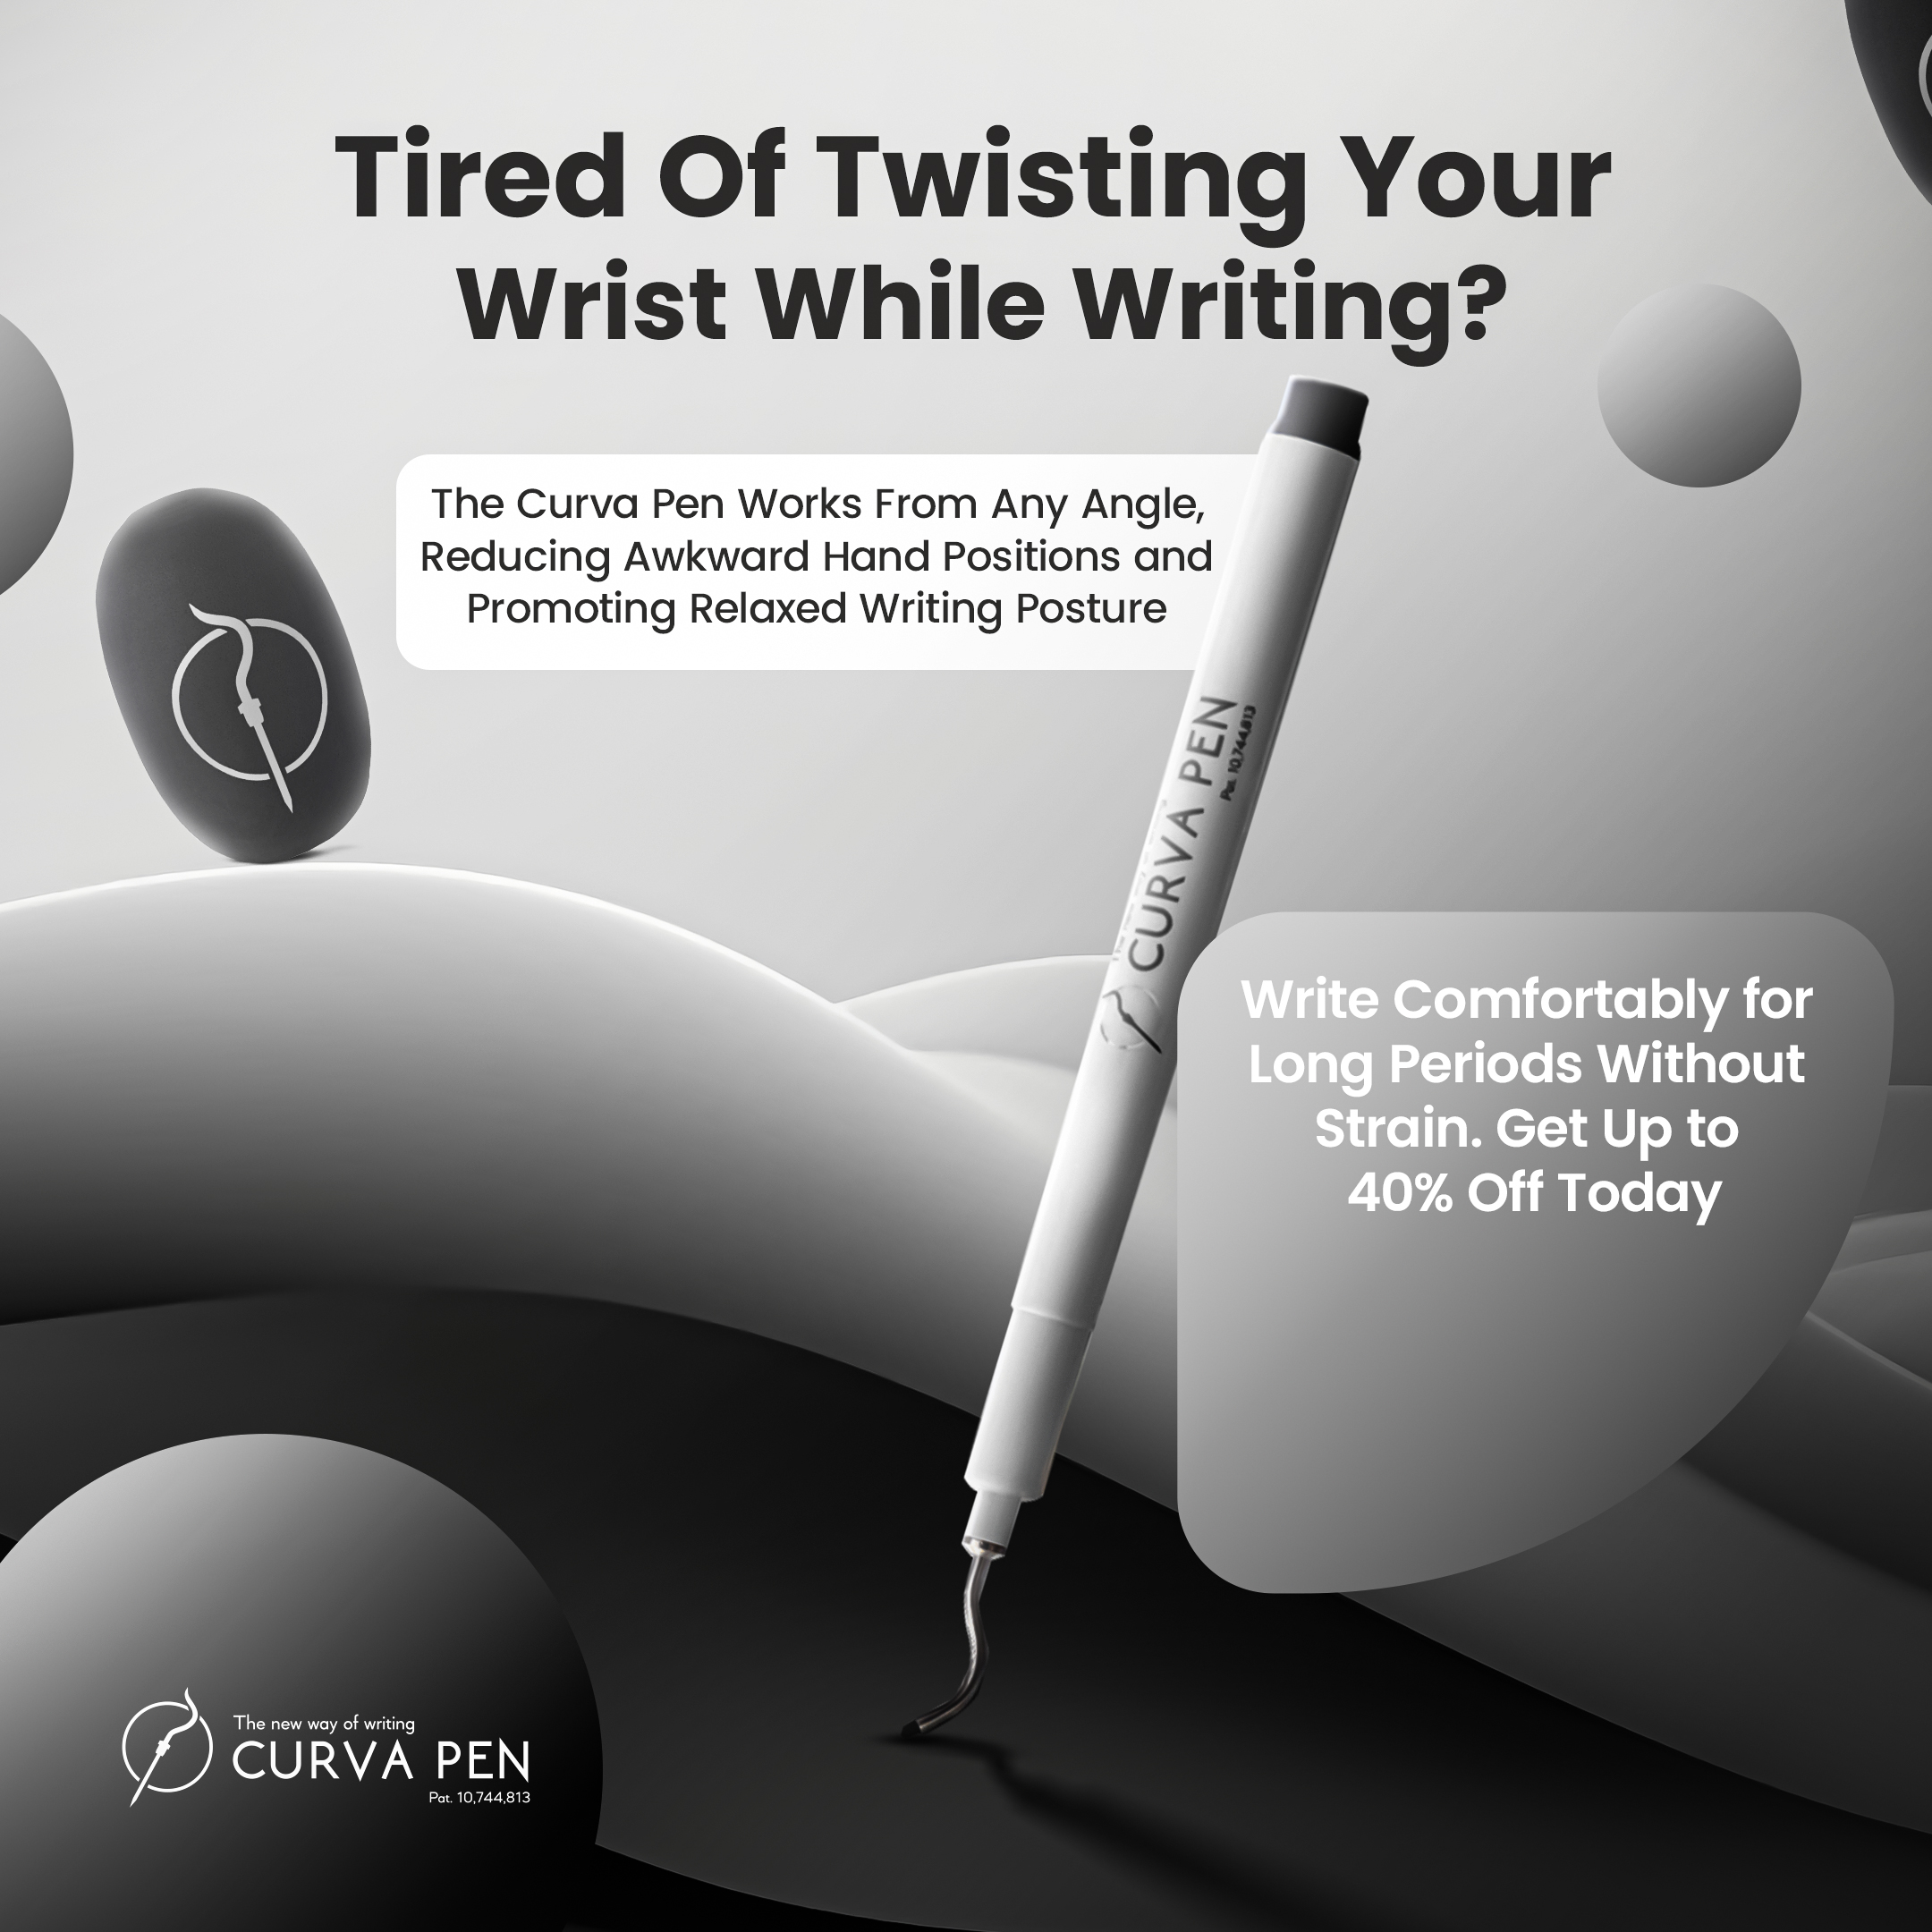 Tired Of Twisting Your
Wrist While Writing?
The Curva Pen Works From Any Angle,
Reducing Awkward Hand Positions and
Promoting Relaxed Writing Posture
CURVA PEN
Pat. 10,744,813
Write Comfortably for
Long Periods Without
Strain. Get Up to
40% Off Today
The new way of writing
CURVA PEN
Pat. 10,744,813